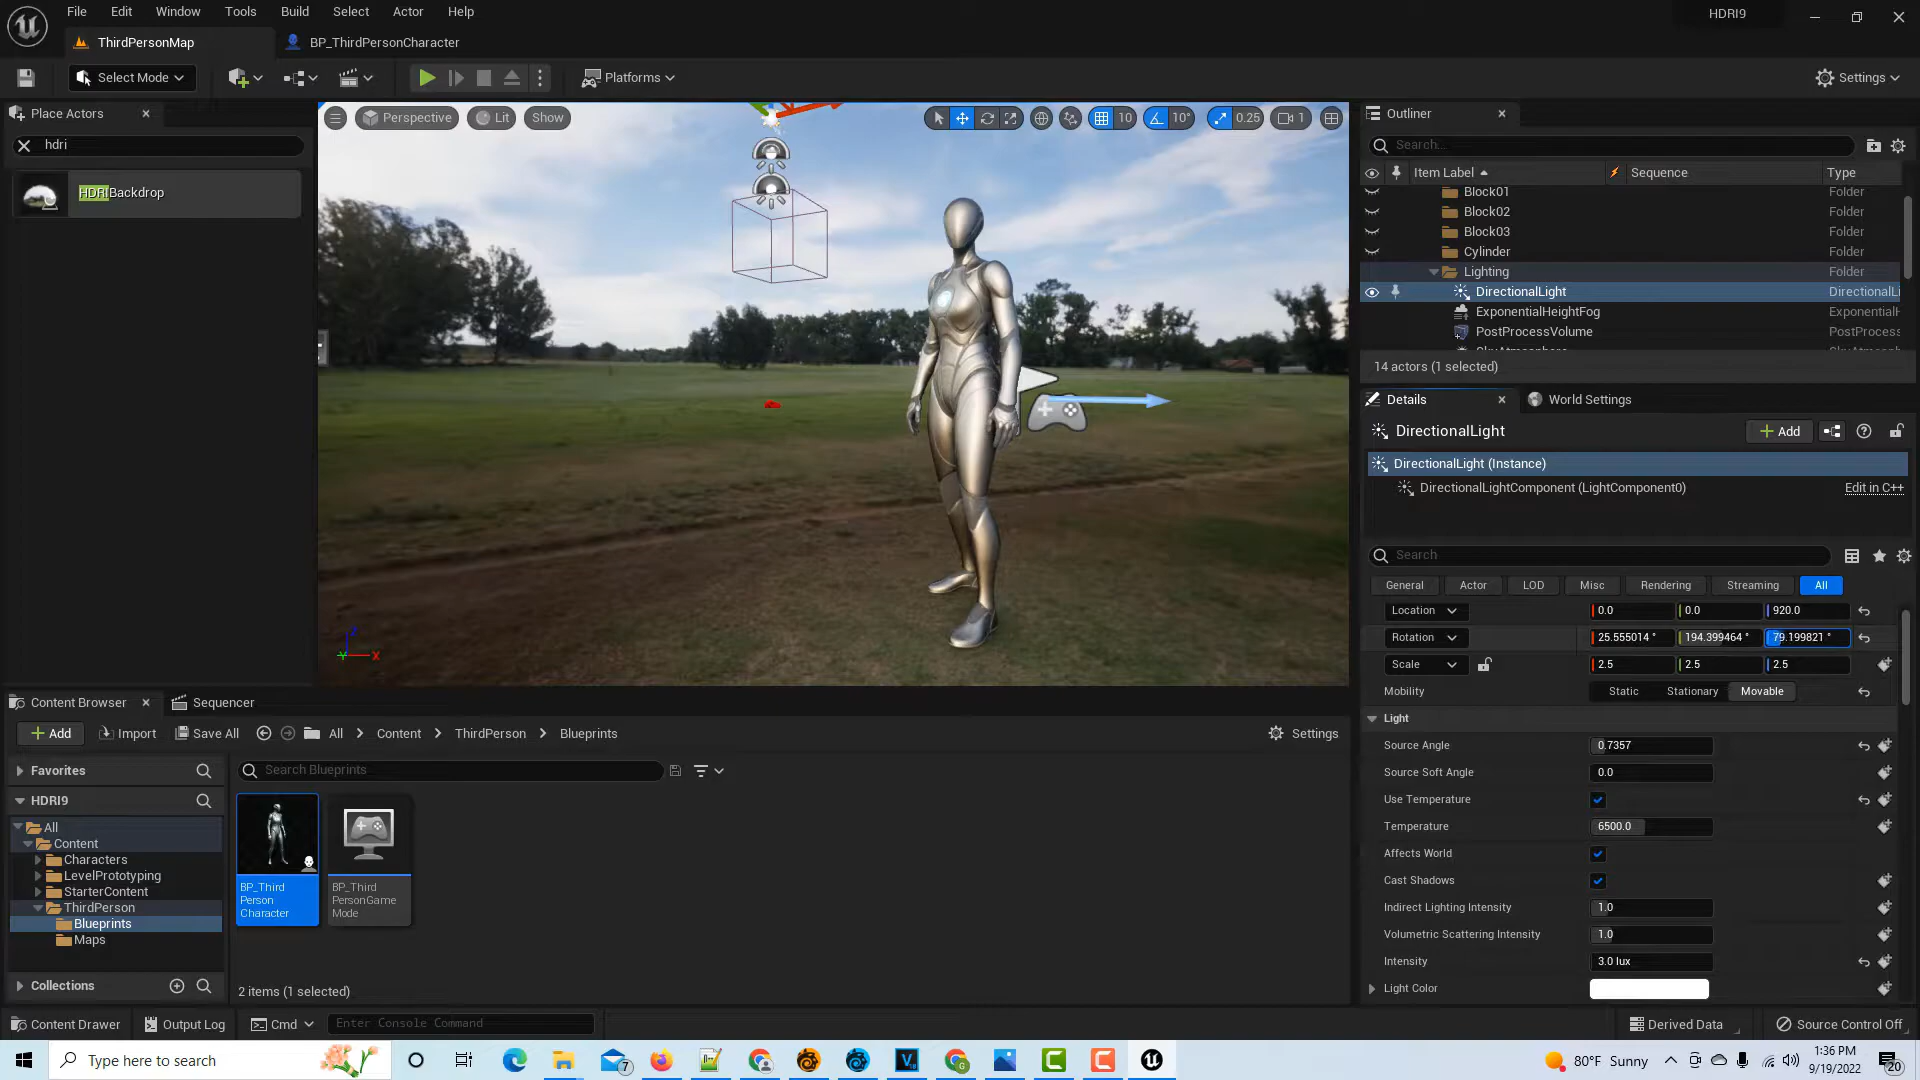 File Edit Window Tools Build Select Actor Help HDRI9
ThirdPersonMap BP_ThirdPersonCharacter
Select Mode Platforms Settings
Place Actors
hdri
HDRIBackdrop
Perspective Lit Show 10 10° 0.25 1
Outliner
Search...
Item Label Sequence Type
Block01 Folder
Block02 Folder
Block03 Folder
Cylinder Folder
Lighting Folder
DirectionalLight DirectionalLi
ExponentialHeightFog ExponentialH
PostProcessVolume PostProcess
14 actors (1 selected)
Details World Settings
DirectionalLight Add
DirectionalLight (Instance)
DirectionalLightComponent (LightComponent0) Edit in C++
Search
General Actor LOD Misc Rendering Streaming All
Location 0.0 0.0 920.0
Rotation 25.555014 ° 194.399464 ° 79.199821 °
Scale 2.5 2.5 2.5
Mobility Static Stationary Movable
Light
Source Angle 0.7357
Source Soft Angle 0.0
Use Temperature
Temperature 6500.0
Affects World
Cast Shadows
Indirect Lighting Intensity 1.0
Volumetric Scattering Intensity 1.0
Intensity 3.0 lux
Light Color
Z X Y
Content Browser Sequencer
Add Import Save All All Content ThirdPerson Blueprints Settings
Favorites
Search Blueprints
HDRI9
All
Content
Characters
LevelPrototyping
StarterContent
ThirdPerson
Blueprints
Maps
Collections
BP_Third
Person
Character
BP_Third
PersonGame
Mode
2 items (1 selected)
Content Drawer Output Log Cmd Enter Console Command Derived Data Source Control Off
Type here to search 7 80°F Sunny 1:36 PM
9/19/2022 20